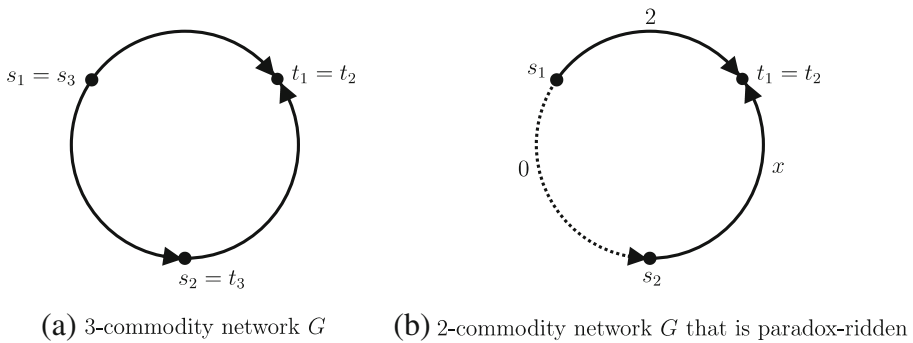 2
s₁ = s₃
t₁ = t₂
s₁
t₁ = t₂
0
x
s₂ = t₃
s₂
(a) 3-commodity network G
(b) 2-commodity network G that is paradox-ridden